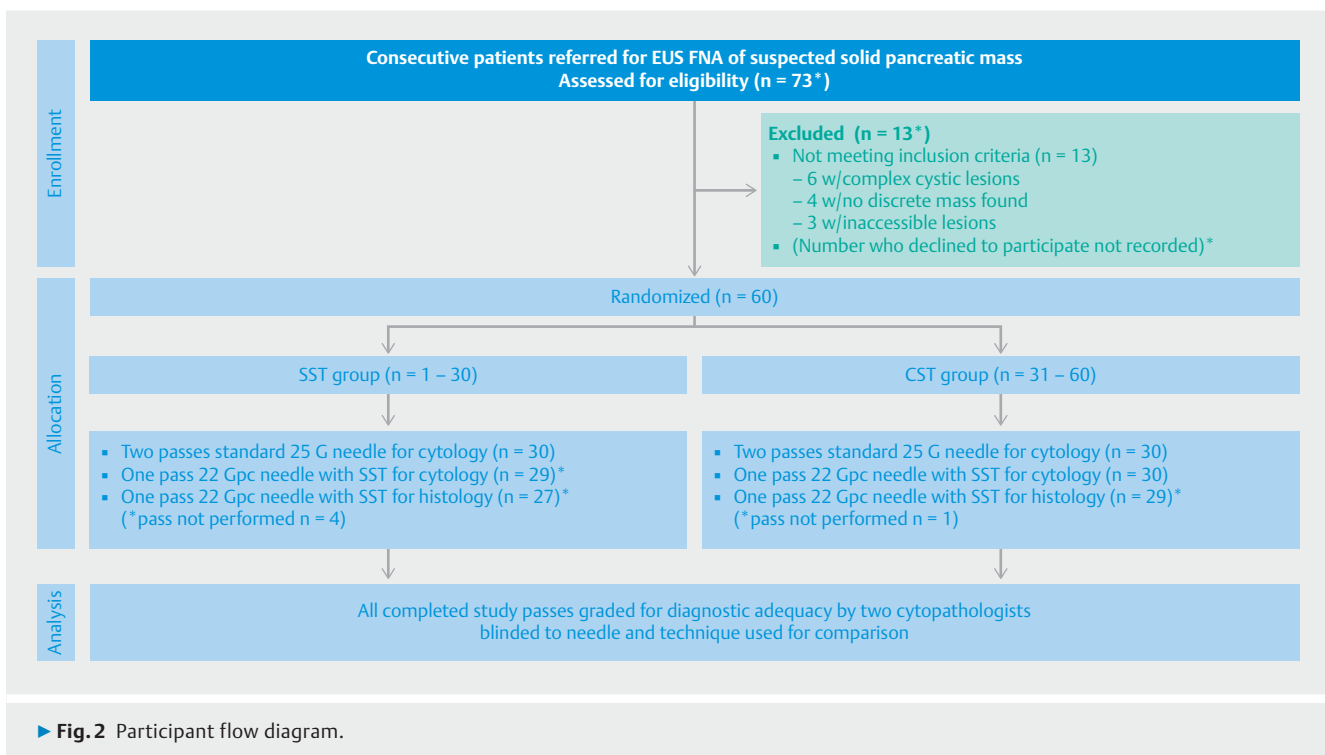 Consecutive patients referred for EUS FNA of suspected solid pancreatic mass
Assessed for eligibility (n = 73*)
Enrollment
Excluded (n = 13*)
▪ Not meeting inclusion criteria (n = 13)
– 6 w/complex cystic lesions
– 4 w/no discrete mass found
– 3 w/inaccessible lesions
▪ (Number who declined to participate not recorded)*
Allocation
Randomized (n = 60)
SST group (n = 1 – 30)
CST group (n = 31 – 60)
▪ Two passes standard 25 G needle for cytology (n = 30)
▪ One pass 22 Gpc needle with SST for cytology (n = 29)*
▪ One pass 22 Gpc needle with SST for histology (n = 27)*
(*pass not performed n = 4)
▪ Two passes standard 25 G needle for cytology (n = 30)
▪ One pass 22 Gpc needle with SST for cytology (n = 30)
▪ One pass 22 Gpc needle with SST for histology (n = 29)*
(*pass not performed n = 1)
Analysis
All completed study passes graded for diagnostic adequacy by two cytopathologists
blinded to needle and technique used for comparison
▶ Fig. 2 Participant flow diagram.